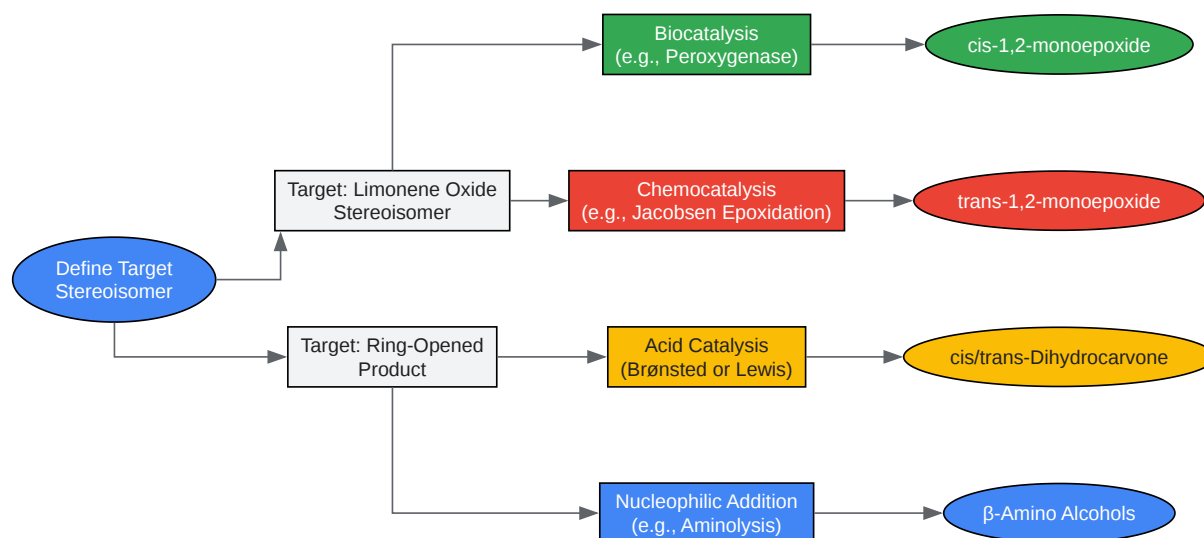 Biocatalysis
(e.g., Peroxygenase)
cis-1,2-monoepoxide
Target: Limonene Oxide
Stereoisomer
Chemocatalysis
(e.g., Jacobsen Epoxidation)
trans-1,2-monoepoxide
Define Target
Stereoisomer
Target: Ring-Opened
Product
Acid Catalysis
(Brønsted or Lewis)
cis/trans-Dihydrocarvone
Nucleophilic Addition
(e.g., Aminolysis)
β-Amino Alcohols